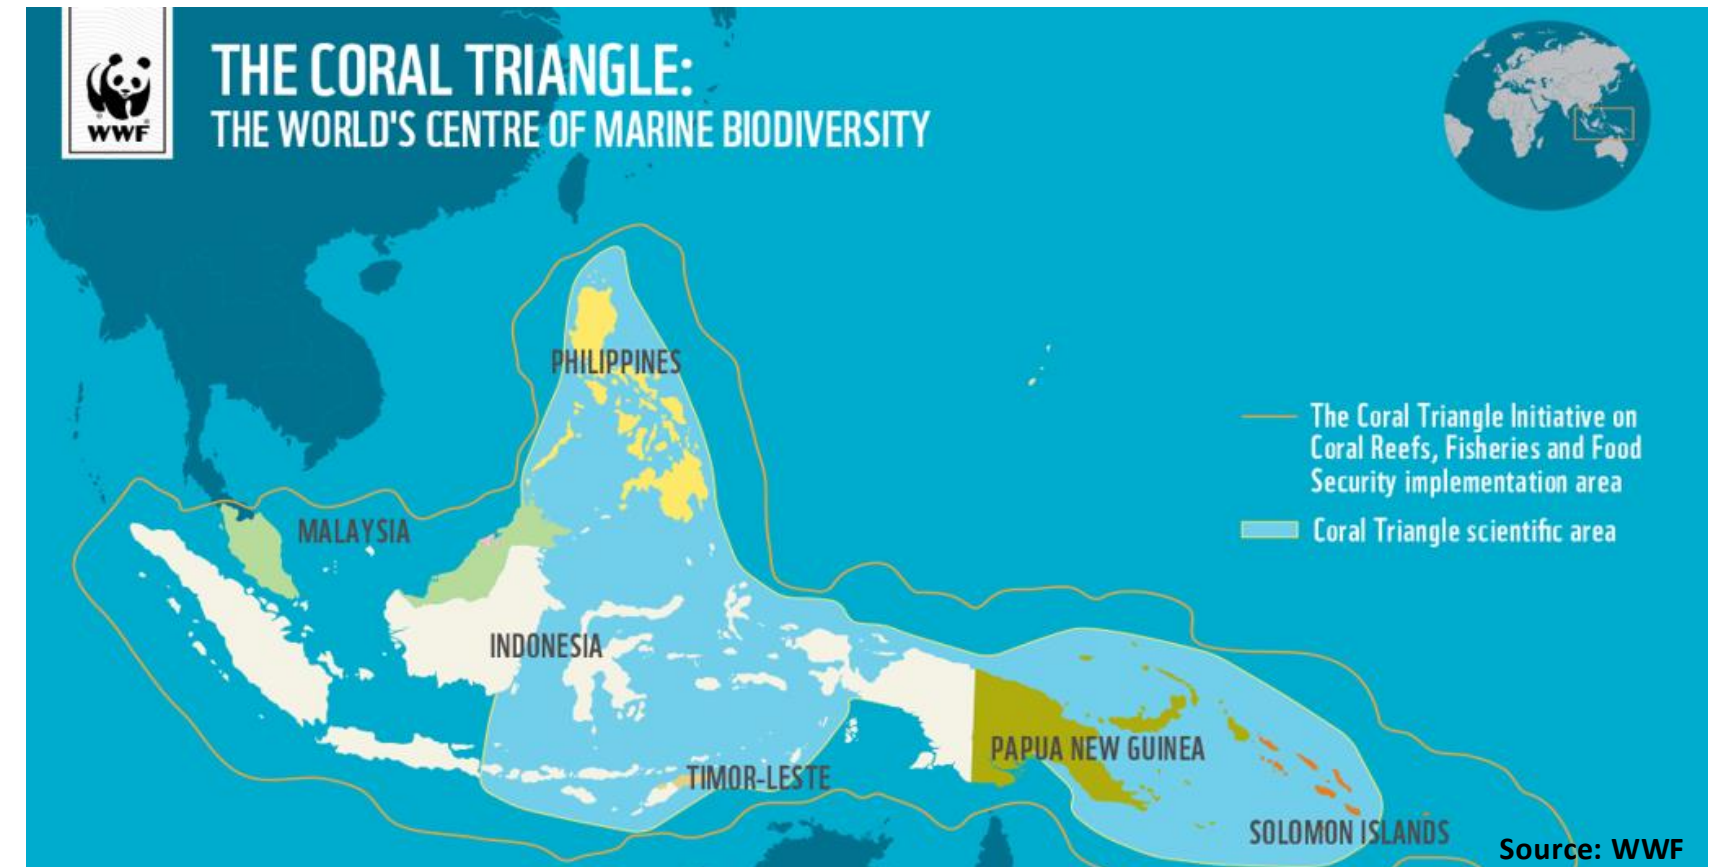 WWF
THE CORAL TRIANGLE:
THE WORLD'S CENTRE OF MARINE BIODIVERSITY
PHILIPPINES
The Coral Triangle Initiative on
Coral Reefs, Fisheries and Food
Security implementation area
Coral Triangle scientific area
MALAYSIA
INDONESIA
PAPUA NEW GUINEA
TIMOR-LESTE
SOLOMON ISLANDS
Source: WWF